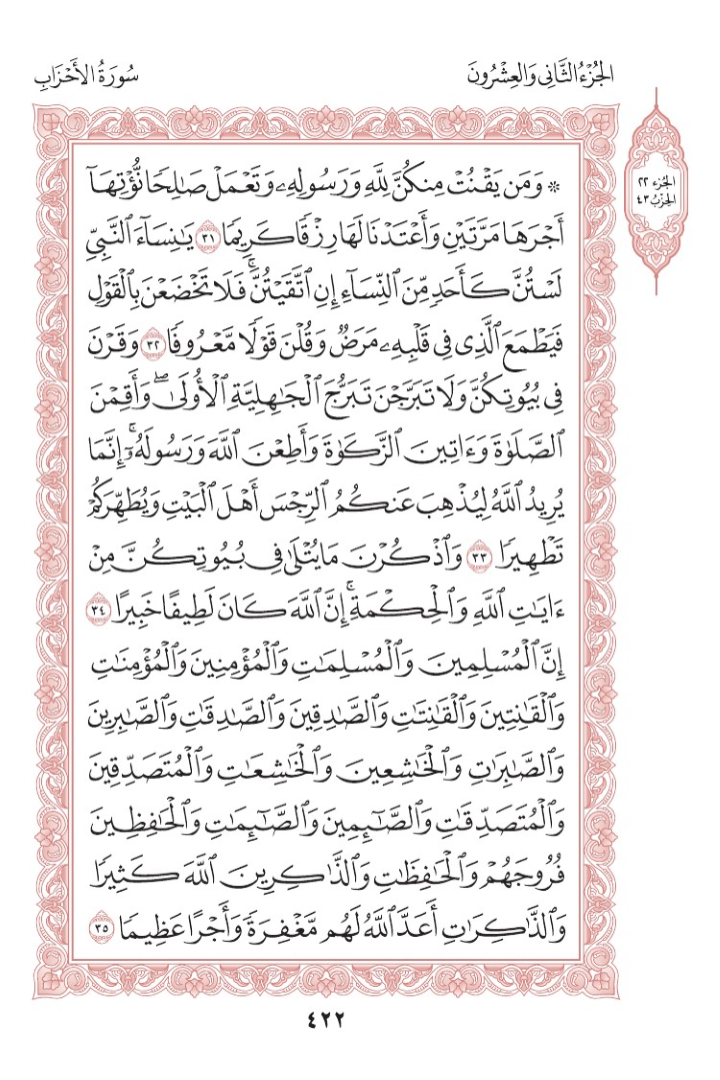 الجُزْءُ الثَّانِي وَالعِشْرُونَ
سُورَةُ الأَحْزَابِ
الجزء ٢٢
الحِزْب ٤٣
۞ وَمَن يَقْنُتْ مِنكُنَّ لِلَّهِ وَرَسُولِهِۦ وَتَعْمَلْ صَٰلِحًا نُّؤْتِهَآ
أَجْرَهَا مَرَّتَيْنِ وَأَعْتَدْنَا لَهَا رِزْقًا كَرِيمًا ٣١ يَٰنِسَآءَ ٱلنَّبِيِّ
لَسْتُنَّ كَأَحَدٍ مِّنَ ٱلنِّسَآءِ إِنِ ٱتَّقَيْتُنَّۚ فَلَا تَخْضَعْنَ بِٱلْقَوْلِ
فَيَطْمَعَ ٱلَّذِى فِى قَلْبِهِۦ مَرَضٌ وَقُلْنَ قَوْلًا مَّعْرُوفًا ٣٢ وَقَرْنَ
فِى بُيُوتِكُنَّ وَلَا تَبَرَّجْنَ تَبَرُّجَ ٱلْجَٰهِلِيَّةِ ٱلْأُولَىٰۖ وَأَقِمْنَ
ٱلصَّلَوٰةَ وَءَاتِينَ ٱلزَّكَوٰةَ وَأَطِعْنَ ٱللَّهَ وَرَسُولَهُۥٓۚ إِنَّمَا
يُرِيدُ ٱللَّهُ لِيُذْهِبَ عَنكُمُ ٱلرِّجْسَ أَهْلَ ٱلْبَيْتِ وَيُطَهِّرَكُمْ
تَطْهِيرًا ٣٣ وَٱذْكُرْنَ مَا يُتْلَىٰ فِى بُيُوتِكُنَّ مِنْ
ءَايَٰتِ ٱللَّهِ وَٱلْحِكْمَةِۚ إِنَّ ٱللَّهَ كَانَ لَطِيفًا خَبِيرًا ٣٤
إِنَّ ٱلْمُسْلِمِينَ وَٱلْمُسْلِمَٰتِ وَٱلْمُؤْمِنِينَ وَٱلْمُؤْمِنَٰتِ
وَٱلْقَٰنِتِينَ وَٱلْقَٰنِتَٰتِ وَٱلصَّٰدِقِينَ وَٱلصَّٰدِقَٰتِ وَٱلصَّٰبِرِينَ
وَٱلصَّٰبِرَٰتِ وَٱلْخَٰشِعِينَ وَٱلْخَٰشِعَٰتِ وَٱلْمُتَصَدِّقِينَ
وَٱلْمُتَصَدِّقَٰتِ وَٱلصَّٰٓئِمِينَ وَٱلصَّٰٓئِمَٰتِ وَٱلْحَٰفِظِينَ
فُرُوجَهُمْ وَٱلْحَٰفِظَٰتِ وَٱلذَّٰكِرِينَ ٱللَّهَ كَثِيرًا
وَٱلذَّٰكِرَٰتِ أَعَدَّ ٱللَّهُ لَهُم مَّغْفِرَةً وَأَجْرًا عَظِيمًا ٣٥
٤٢٢